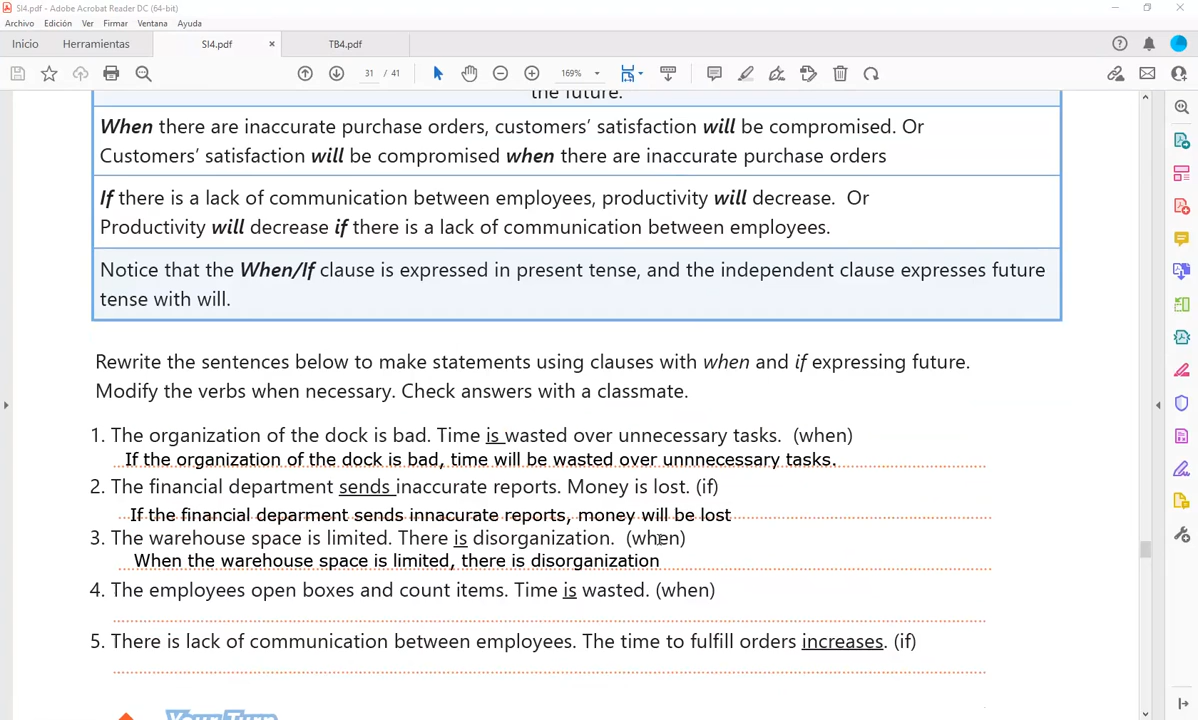 SI4.pdf - Adobe Acrobat Reader DC (64-bit)
Archivo Edición Ver Firmar Ventana Ayuda
Inicio Herramientas SI4.pdf × TB4.pdf
31 / 41 169%
the future.
When there are inaccurate purchase orders, customers’ satisfaction will be compromised. Or
Customers’ satisfaction will be compromised when there are inaccurate purchase orders
If there is a lack of communication between employees, productivity will decrease. Or
Productivity will decrease if there is a lack of communication between employees.
Notice that the When/If clause is expressed in present tense, and the independent clause expresses future
tense with will.
Rewrite the sentences below to make statements using clauses with when and if expressing future.
Modify the verbs when necessary. Check answers with a classmate.
1. The organization of the dock is bad. Time is wasted over unnecessary tasks. (when)
If the organization of the dock is bad, time will be wasted over unnnecessary tasks.
2. The financial department sends inaccurate reports. Money is lost. (if)
If the financial deparment sends innacurate reports, money will be lost
3. The warehouse space is limited. There is disorganization. (when)
When the warehouse space is limited, there is disorganization
4. The employees open boxes and count items. Time is wasted. (when)
5. There is lack of communication between employees. The time to fulfill orders increases. (if)
Your Turn